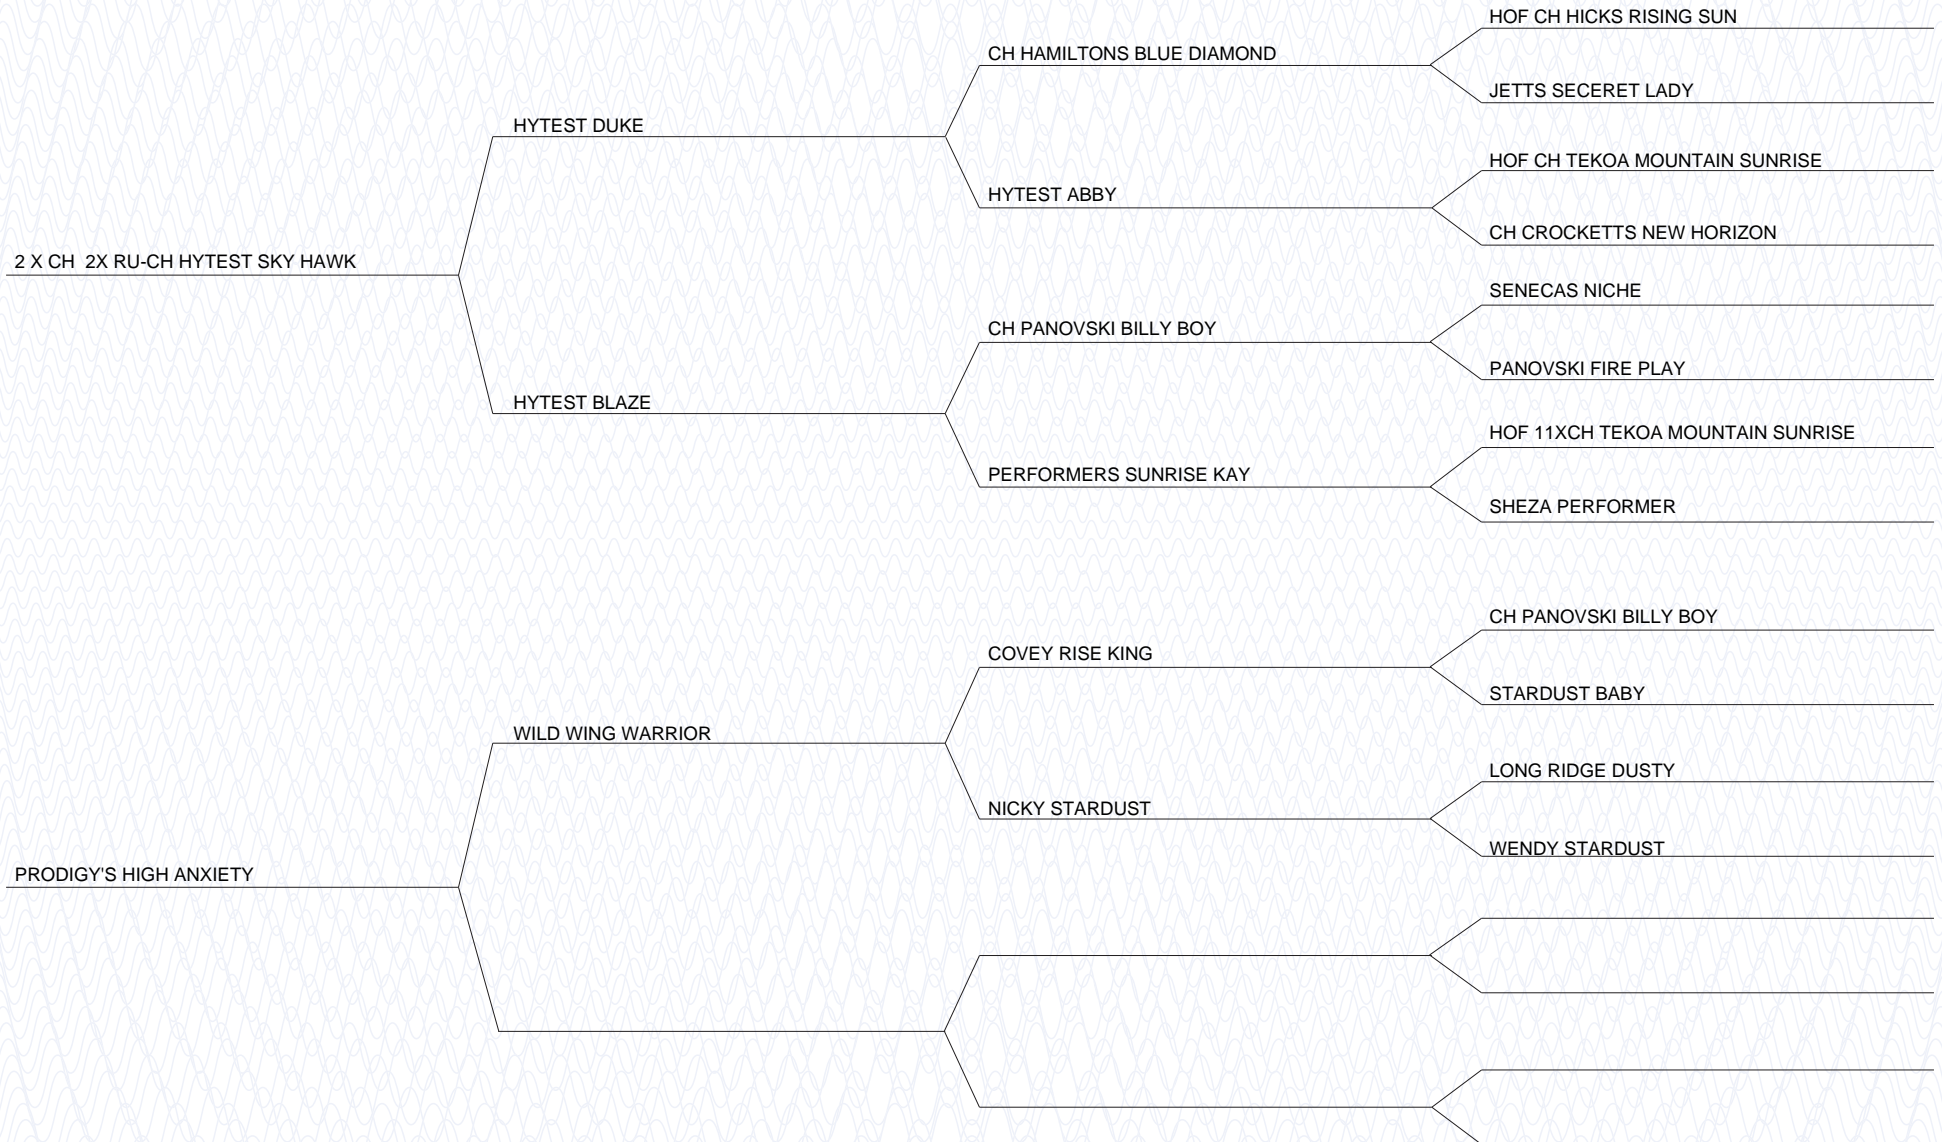 HOF CH HICKS RISING SUN
CH HAMILTONS BLUE DIAMOND
JETTS SECERET LADY
HYTEST DUKE
HOF CH TEKOA MOUNTAIN SUNRISE
HYTEST ABBY
CH CROCKETTS NEW HORIZON
2 X CH  2X RU-CH HYTEST SKY HAWK
SENECAS NICHE
CH PANOVSKI BILLY BOY
PANOVSKI FIRE PLAY
HYTEST BLAZE
HOF 11XCH TEKOA MOUNTAIN SUNRISE
PERFORMERS SUNRISE KAY
SHEZA PERFORMER
CH PANOVSKI BILLY BOY
COVEY RISE KING
STARDUST BABY
WILD WING WARRIOR
LONG RIDGE DUSTY
NICKY STARDUST
WENDY STARDUST
PRODIGY'S HIGH ANXIETY